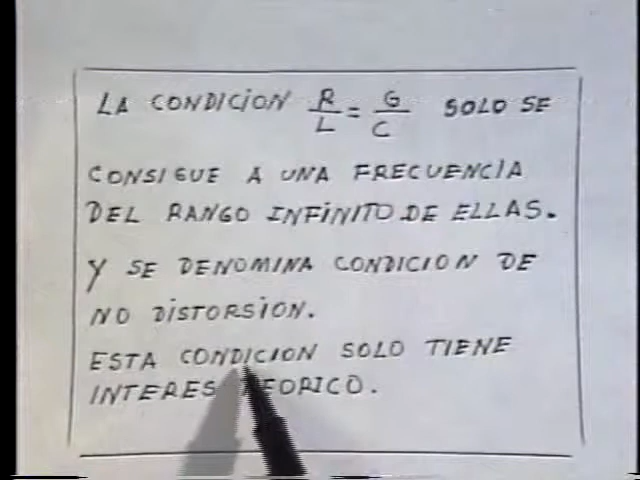 LA CONDICION R/L = G/C SOLO SE
CONSIGUE A UNA FRECUENCIA
DEL RANGO INFINITO DE ELLAS.
Y SE DENOMINA CONDICION DE
NO DISTORSION.
ESTA CONDICION SOLO TIENE
INTERES TEORICO.